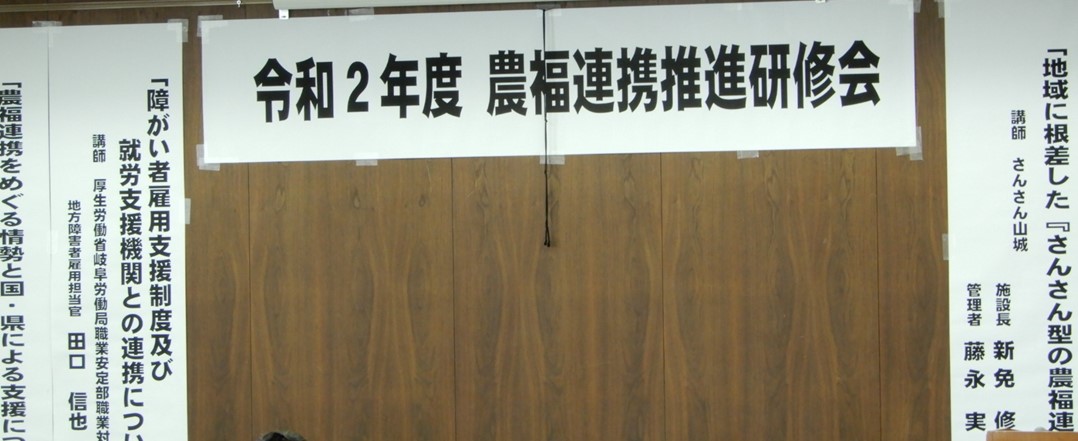 令和２年度 農福連携推進研修会
「地域に根差した『さんさん型の農福連
講師 さんさん山城
施設長 新免 修
管理者 藤永 実
「障がい者雇用支援制度及び
就労支援機関との連携につい
講師 厚生労働省岐阜労働局職業安定部職業対
地方障害者雇用担当官 田口 信也
「農福連携をめぐる情勢と国・県による支援につ